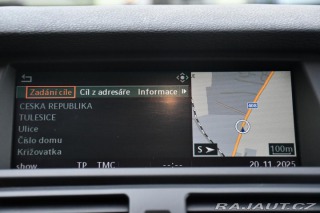 Zadání cíle Cíl z adresáře Informace
ČESKÁ REPUBLIKA
TULESICE
Ulice
Číslo domu
Křižovatka
show. TP TMC --:--
S 100m
20.11.2025
RAJAUT.CZ